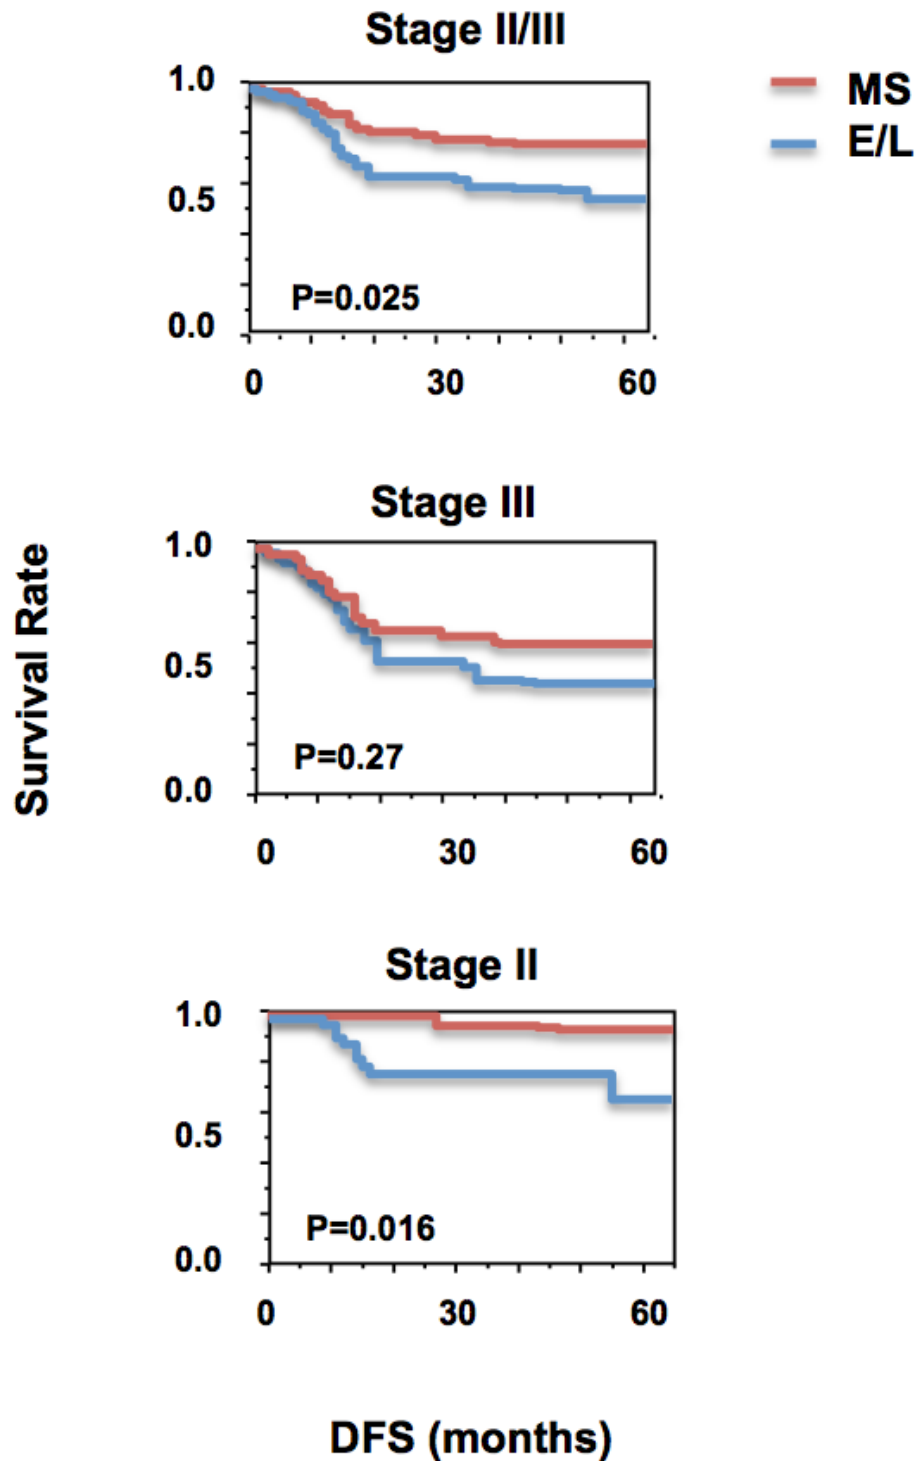 Stage II/III
MS
E/L
1.0
0.5
0.0
P=0.025
0 30 60
Stage III
Survival Rate
1.0
0.5
0.0
P=0.27
0 30 60
Stage II
1.0
0.5
0.0
P=0.016
0 30 60
DFS (months)